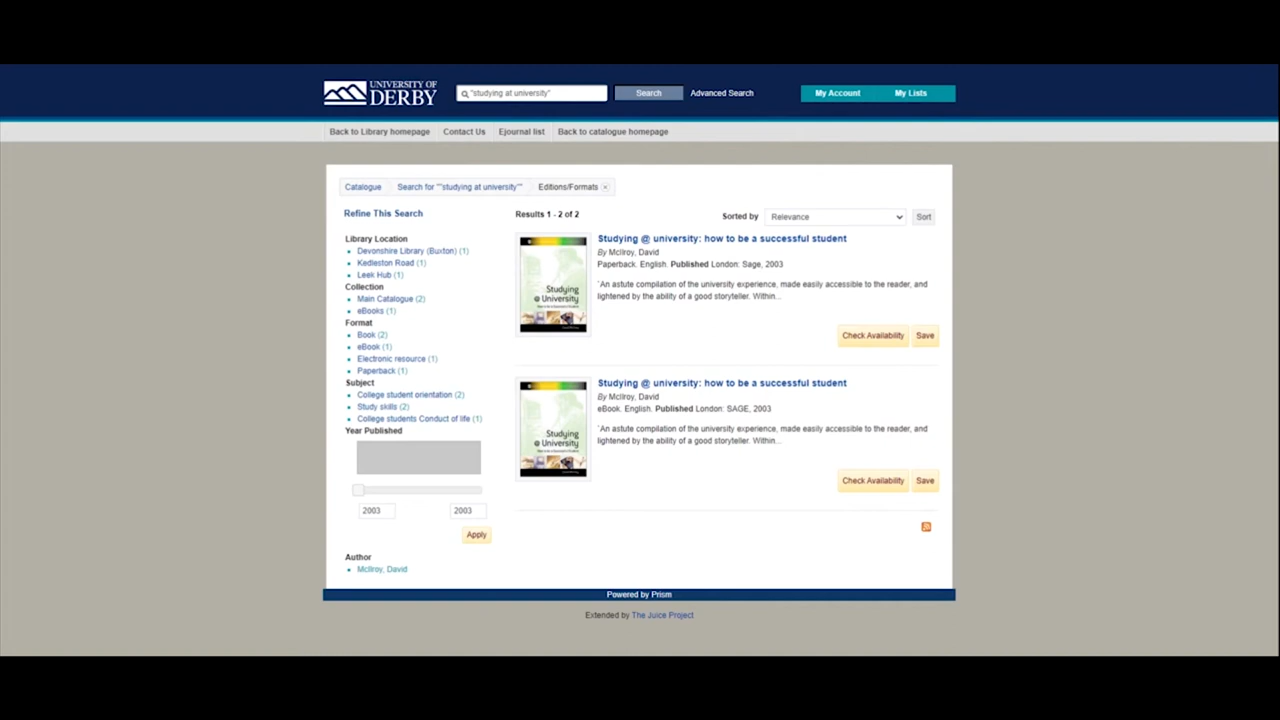 UNIVERSITY OF
DERBY
"studying at university"
Search
Advanced Search
My Account
My Lists
Back to Library homepage
Contact Us
Ejournal list
Back to catalogue homepage
Catalogue
Search for ""studying at university""
Editions/Formats
Refine This Search
Library Location
Devonshire Library (Buxton) (1)
Kedleston Road (1)
Leek Hub (1)
Collection
Main Catalogue (2)
eBooks (1)
Format
Book (2)
eBook (1)
Electronic resource (1)
Paperback (1)
Subject
College student orientation (2)
Study skills (2)
College students Conduct of life (1)
Year Published
2003
2003
Apply
Author
McIlroy, David
Results 1 - 2 of 2
Sorted by
Relevance
Sort
Studying
@ University
Studying @ university: how to be a successful student
By McIlroy, David
Paperback. English. Published London: Sage, 2003
`An astute compilation of the university experience, made easily accessible to the reader, and
lightened by the ability of a good storyteller. Within...
Check Availability
Save
Studying
@ University
Studying @ university: how to be a successful student
By McIlroy, David
eBook. English. Published London: SAGE, 2003
`An astute compilation of the university experience, made easily accessible to the reader, and
lightened by the ability of a good storyteller. Within...
Check Availability
Save
Powered by Prism
Extended by The Juice Project